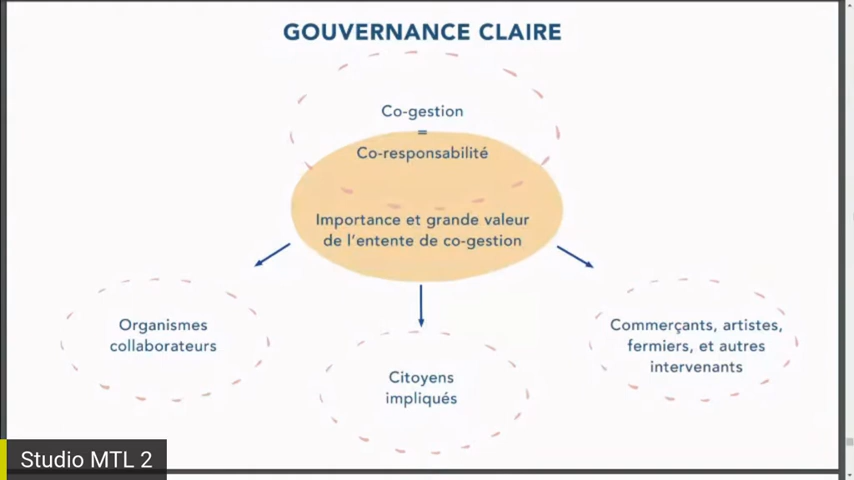 GOUVERNANCE CLAIRE
Co-gestion
=
Co-responsabilité
Importance et grande valeur
de l'entente de co-gestion
Organismes
collaborateurs
Citoyens
impliqués
Commerçants, artistes,
fermiers, et autres
intervenants
Studio MTL 2